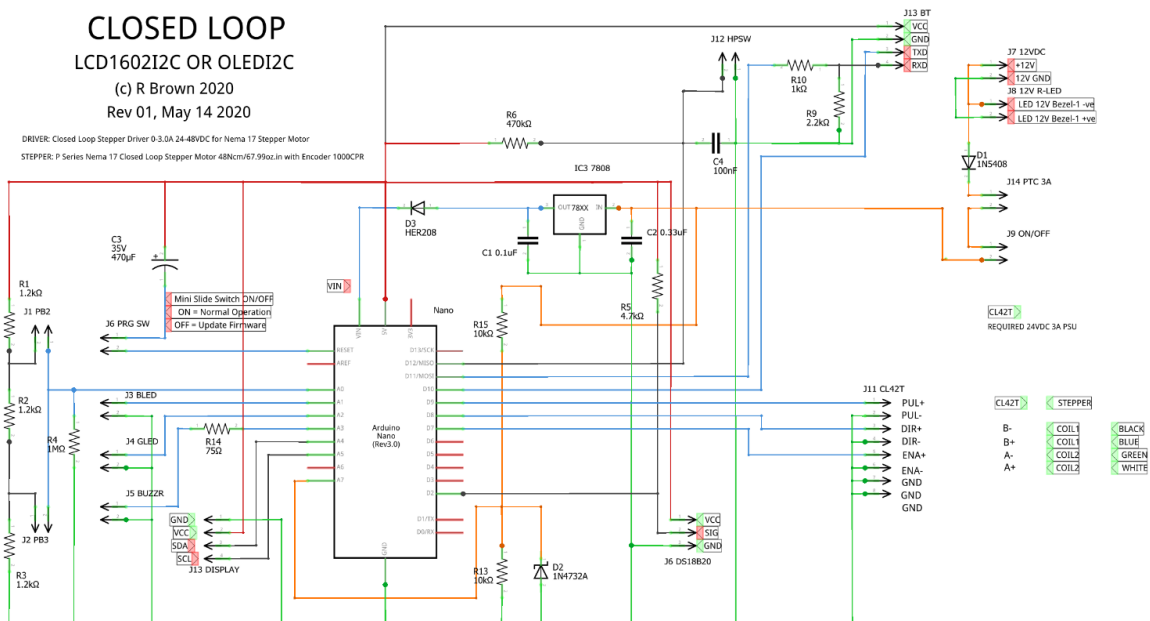 CLOSED LOOP
LCD1602I2C OR OLEDI2C
(c) R Brown 2020
Rev 01, May 14 2020
DRIVER: Closed Loop Stepper Driver 0-3.0A 24-48VDC for Nema 17 Stepper Motor
STEPPER: P Series Nema 17 Closed Loop Stepper Motor 48Ncm/67.99oz.in with Encoder 1000CPR
J13 BT
VCC
GND
TXD
RXD
J12 HPSW
R10
1kΩ
R9
2.2kΩ
J7 12VDC
+12V
12V GND
J8 12V R-LED
LED 12V Bezel-1 -ve
LED 12V Bezel-1 +ve
R6
470kΩ
C4
100nF
D1
1N5408
J14 PTC 3A
J9 ON/OFF
IC3 7808
OUT 78XX IN
GND
D3
HER208
C1 0.1uF
C2 0.33uF
C3
35V
470µF
VIN
Mini Slide Switch ON/OFF
ON = Normal Operation
OFF = Update Firmware
R1
1.2kΩ
J1 PB2
J6 PRG SW
Nano
R15
10kΩ
R5
4.7kΩ
CL42T
REQUIRED 24VDC 3A PSU
VIN
5V
3V3
RESET
AREF
A0
A1
A2
A3
A4
A5
A6
A7
Arduino
Nano
(Rev3.0)
D13/SCK
D12/MISO
D11/MOSI
D10
D9
D8
D7
D6
D5
D4
D3
D2
D1/TX
D0/RX
GND
R2
1.2kΩ
R4
1MΩ
J3 BLED
J4 GLED
R14
75Ω
J5 BUZZR
J2 PB3
R3
1.2kΩ
GND
VCC
SDA
SCL
J13 DISPLAY
R13
10kΩ
D2
1N4732A
VCC
SIG
GND
J6 DS18B20
J11 CL42T
PUL+
PUL-
DIR+
DIR-
ENA+
ENA-
GND
GND
GND
CL42T STEPPER
B- COIL1 BLACK
B+ COIL1 BLUE
A- COIL2 GREEN
A+ COIL2 WHITE